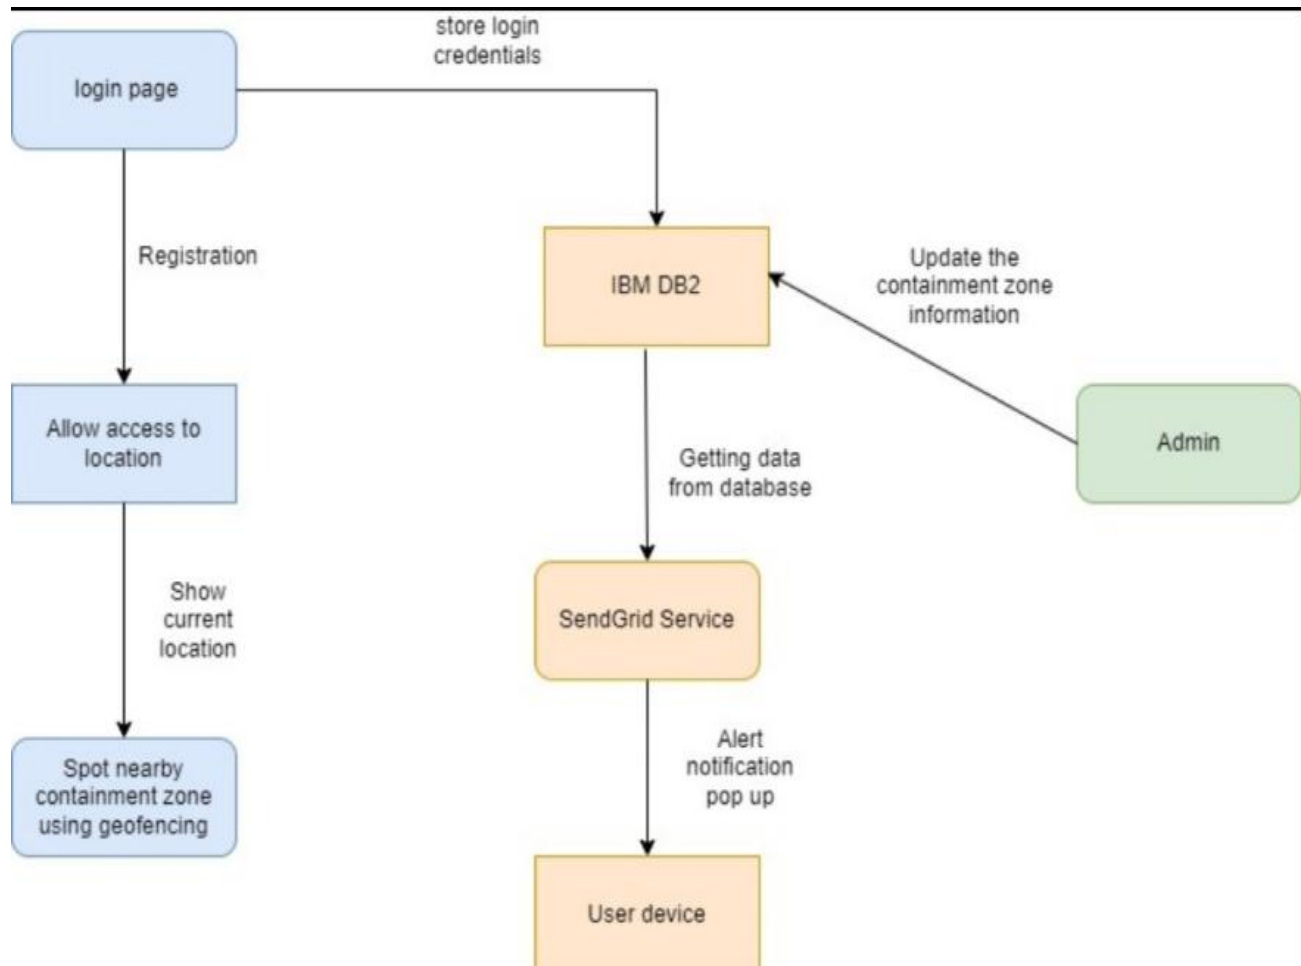 store login
credentials
login page
Registration
IBM DB2
Update the
containment zone
information
Allow access to
location
Admin
Getting data
from database
Show
current
location
SendGrid Service
Alert
notification
pop up
Spot nearby
containment zone
using geofencing
User device